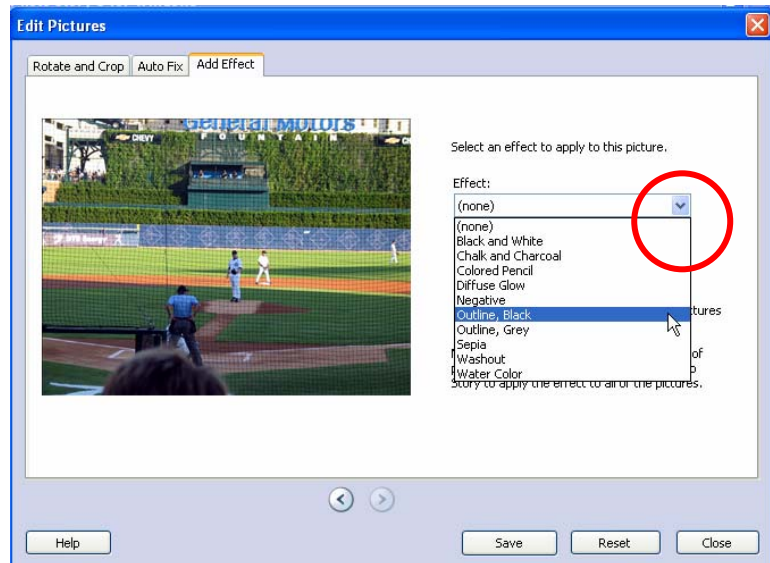 Edit Pictures
Rotate and Crop
Auto Fix
Add Effect
General Motors
CHEVY
FOUNTAIN
Select an effect to apply to this picture.
Effect:
(none)
(none)
Black and White
Chalk and Charcoal
Colored Pencil
Diffuse Glow
Negative
Outline, Black
Outline, Grey
Sepia
Washout
Water Color
of
Story to apply the effect to all of the pictures.
Help
Save
Reset
Close